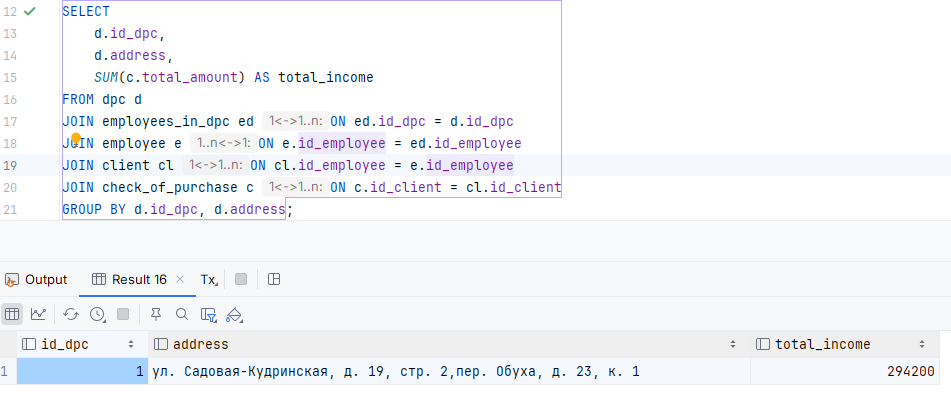 12 SELECT
13 d.id_dpc,
14 d.address,
15 SUM(c.total_amount) AS total_income
16 FROM dpc d
17 JOIN employees_in_dpc ed 1<->1..n: ON ed.id_dpc = d.id_dpc
18 JOIN employee e 1..n<->1: ON e.id_employee = ed.id_employee
19 JOIN client cl 1<->1..n: ON cl.id_employee = e.id_employee
20 JOIN check_of_purchase c 1<->1..n: ON c.id_client = cl.id_client
21 GROUP BY d.id_dpc, d.address;
Output Result 16 × Tx
id_dpc address total_income
1 1 ул. Садовая-Кудринская, д. 19, стр. 2,пер. Обуха, д. 23, к. 1 294200